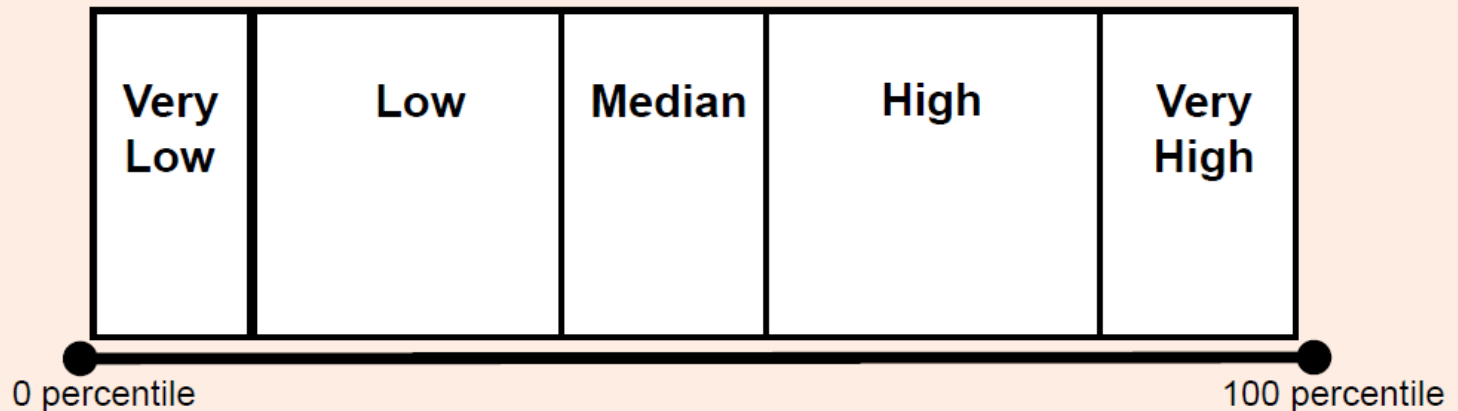 Very
Low
Low
Median
High
Very
High
0 percentile
100 percentile